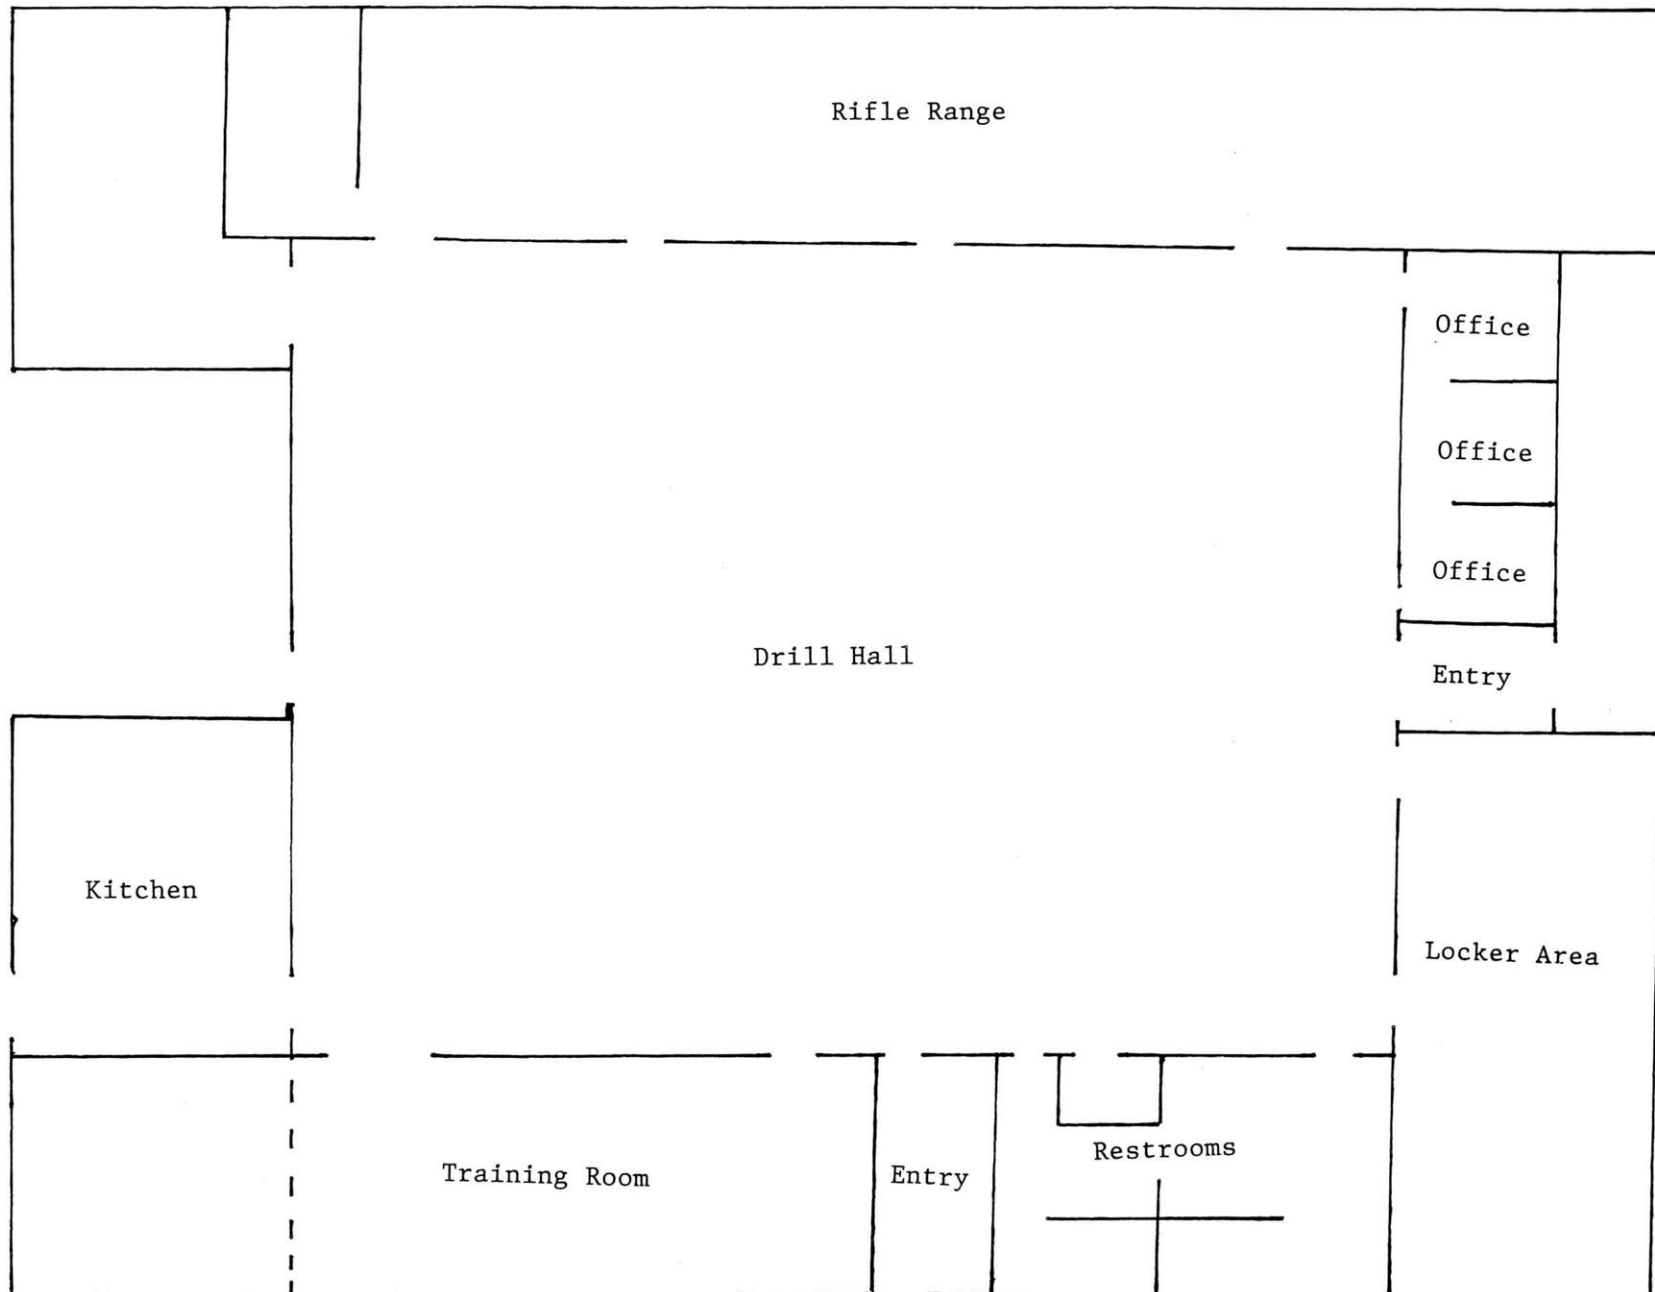 Rifle Range
Office
Office
Office
Drill Hall
Entry
Kitchen
Locker Area
Restrooms
Training Room
Entry